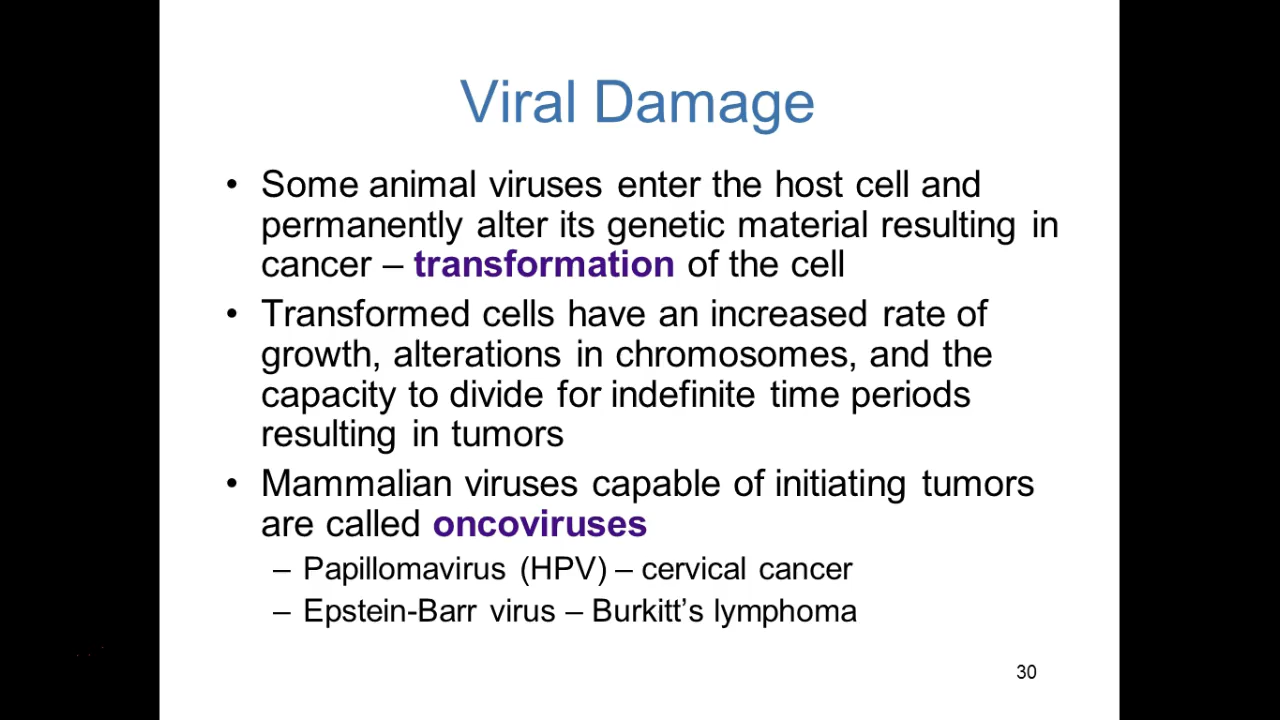 Viral Damage
• Some animal viruses enter the host cell and
permanently alter its genetic material resulting in
cancer – transformation of the cell
• Transformed cells have an increased rate of
growth, alterations in chromosomes, and the
capacity to divide for indefinite time periods
resulting in tumors
• Mammalian viruses capable of initiating tumors
are called oncoviruses
– Papillomavirus (HPV) – cervical cancer
– Epstein-Barr virus – Burkitt’s lymphoma
30